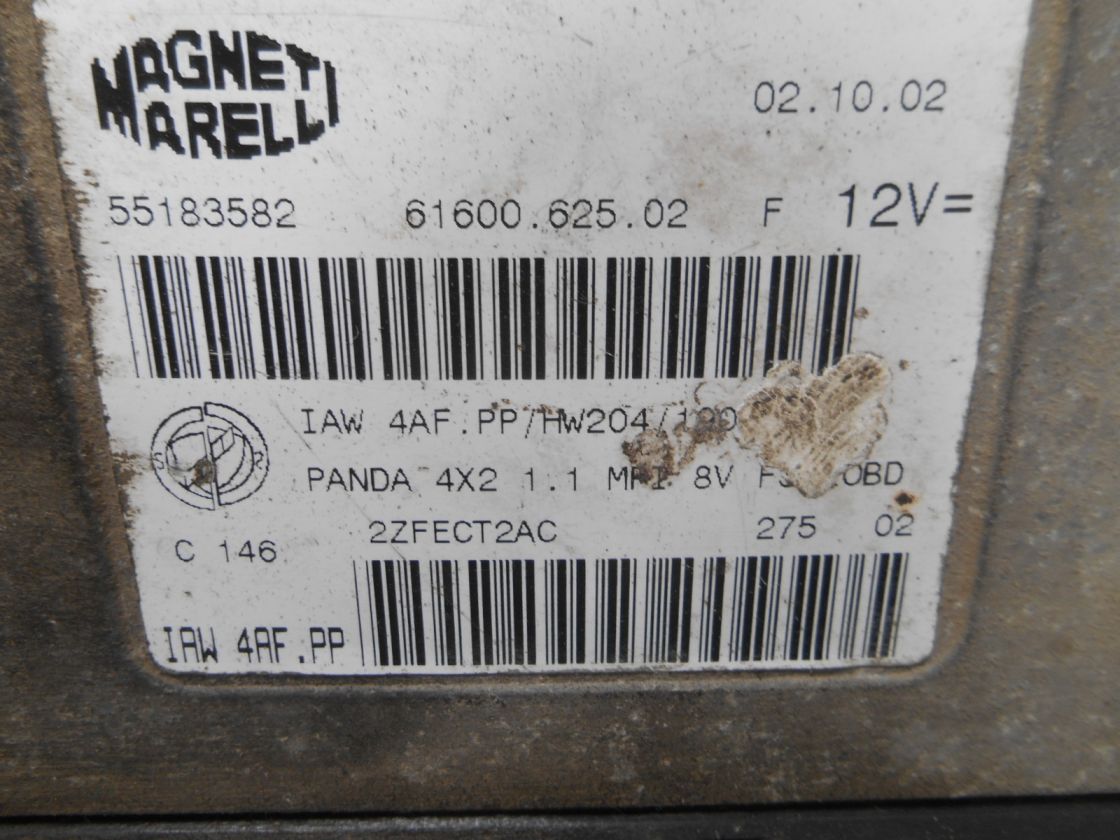 MAGNETI
MARELLI
02.10.02
55183582 61600.625.02 F 12V=
IAW 4AF.PP/HW204/
S R
PANDA 4X2 1.1 8V
2ZFECT2AC 275 02
C 146
IAW 4AF.PP